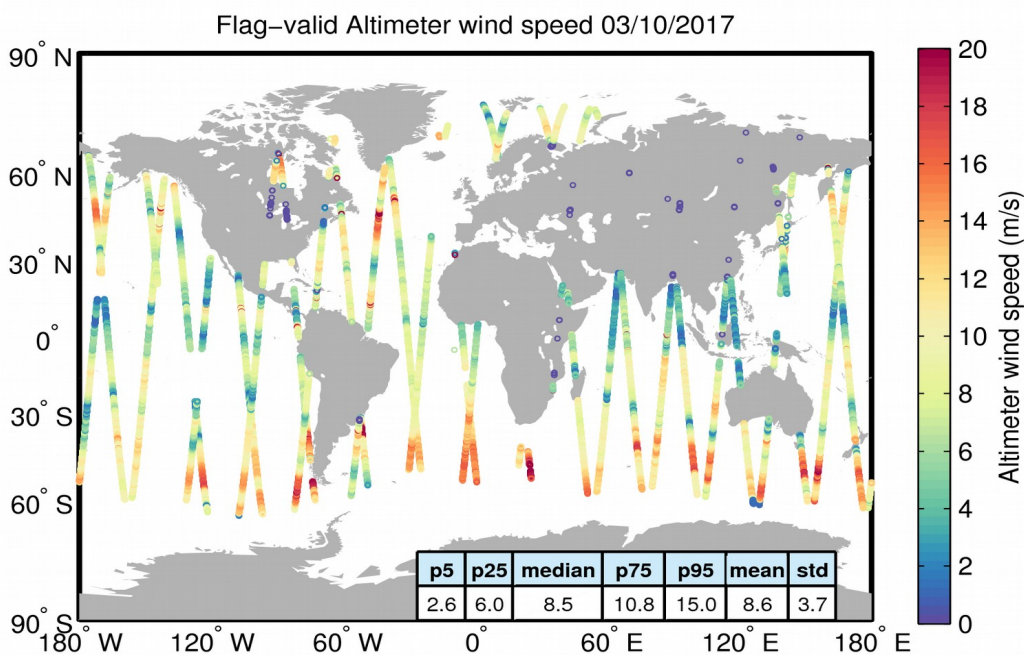 Flag−valid Altimeter wind speed 03/10/2017
90° N
60° N
30° N
0°
30° S
60° S
90° S
180° W
120° W
60° W
0°
60° E
120° E
180° E
p5 p25 median p75 p95 mean std
2.6 6.0 8.5 10.8 15.0 8.6 3.7
20
18
16
14
12
10
8
6
4
2
0
Altimeter wind speed (m/s)